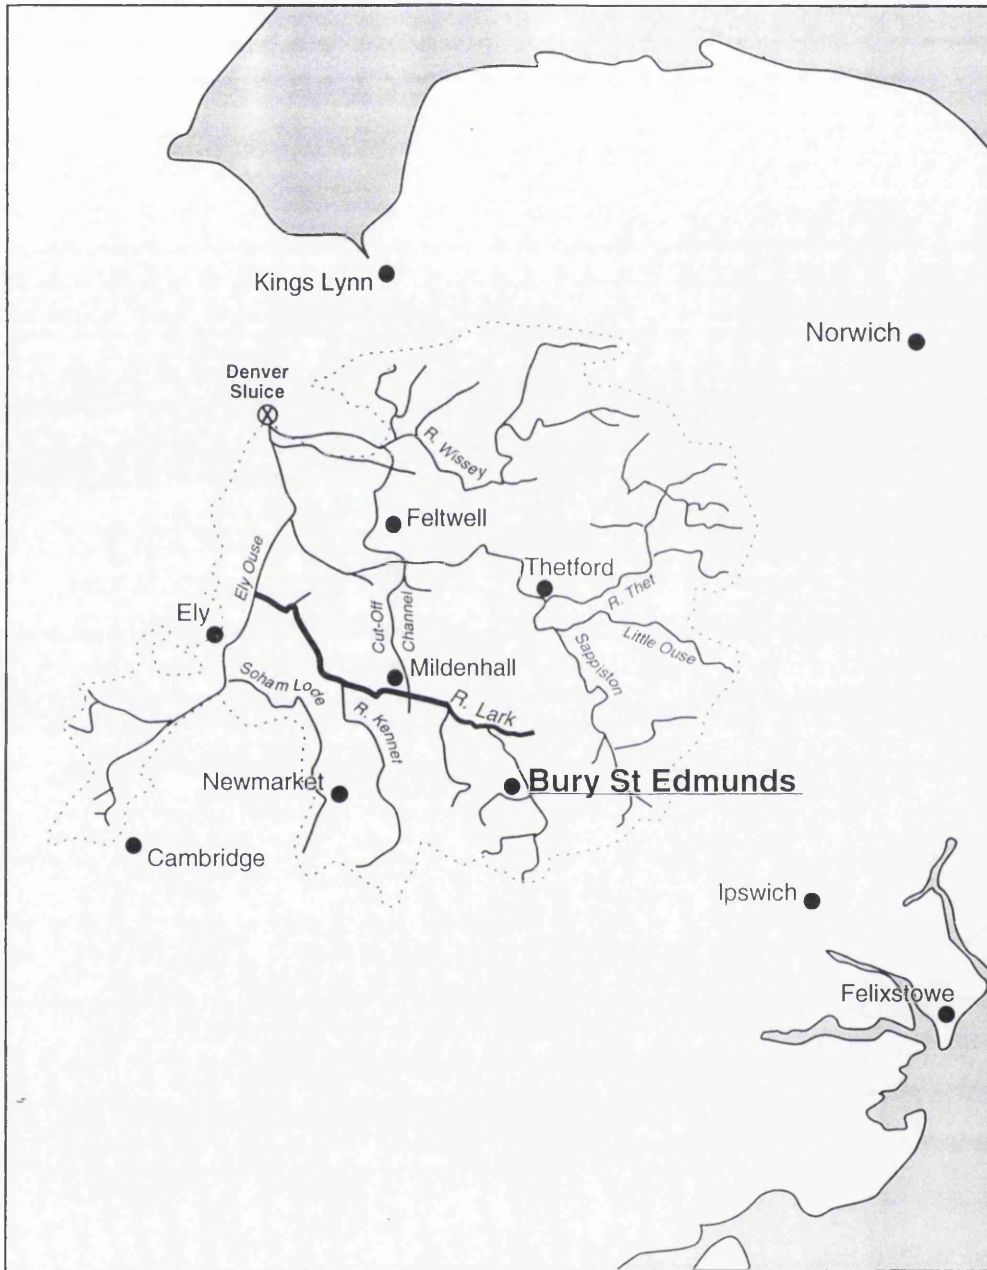 Kings Lynn
Norwich
Denver
Sluice
R. Wissey
Feltwell
Thetford
Ely Ouse
R. Thet
Ely
Cut-Off
Channel
Little Ouse
Sappiston
Mildenhall
Soham Lode
R. Lark
R. Kennet
Newmarket
Bury St Edmunds
Cambridge
Ipswich
Felixstowe